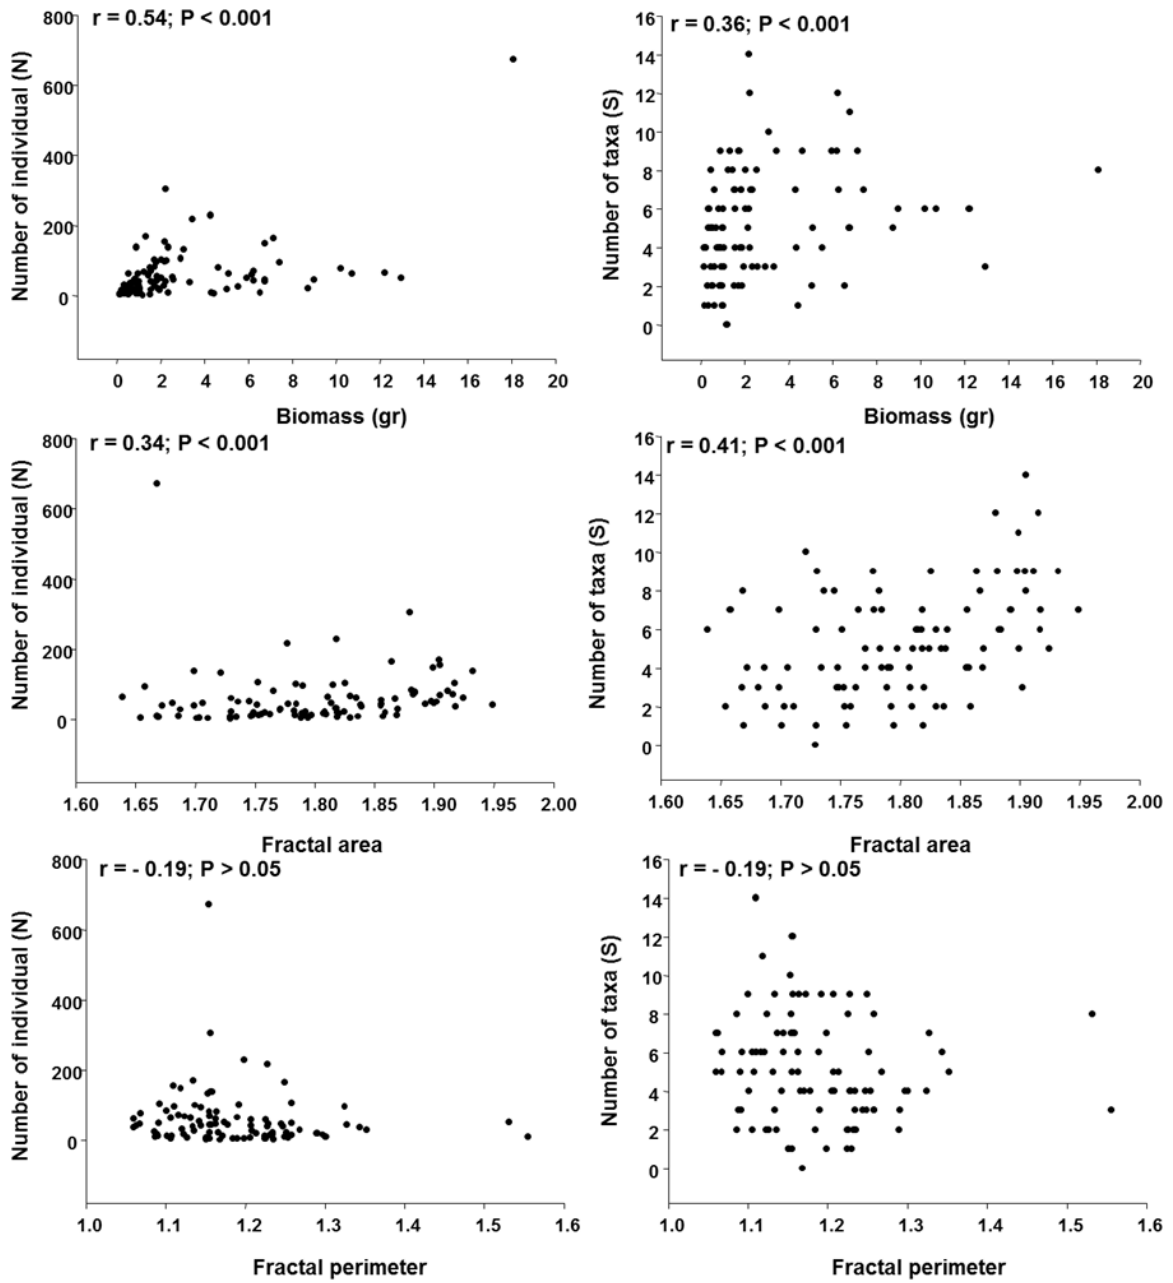 r = 0.54; P < 0.001
Number of individual (N)
800
600
400
200
0
0 2 4 6 8 10 12 14 16 18 20
Biomass (gr)
r = 0.36; P < 0.001
Number of taxa (S)
16
14
12
10
8
6
4
2
0
0 2 4 6 8 10 12 14 16 18 20
Biomass (gr)
r = 0.34; P < 0.001
Number of individual (N)
800
600
400
200
0
1.60 1.65 1.70 1.75 1.80 1.85 1.90 1.95 2.00
Fractal area
r = 0.41; P < 0.001
Number of taxa (S)
16
14
12
10
8
6
4
2
0
1.60 1.65 1.70 1.75 1.80 1.85 1.90 1.95 2.00
Fractal area
r = - 0.19; P > 0.05
Number of individual (N)
800
600
400
200
0
1.0 1.1 1.2 1.3 1.4 1.5 1.6
Fractal perimeter
r = - 0.19; P > 0.05
Number of taxa (S)
16
14
12
10
8
6
4
2
0
1.0 1.1 1.2 1.3 1.4 1.5 1.6
Fractal perimeter